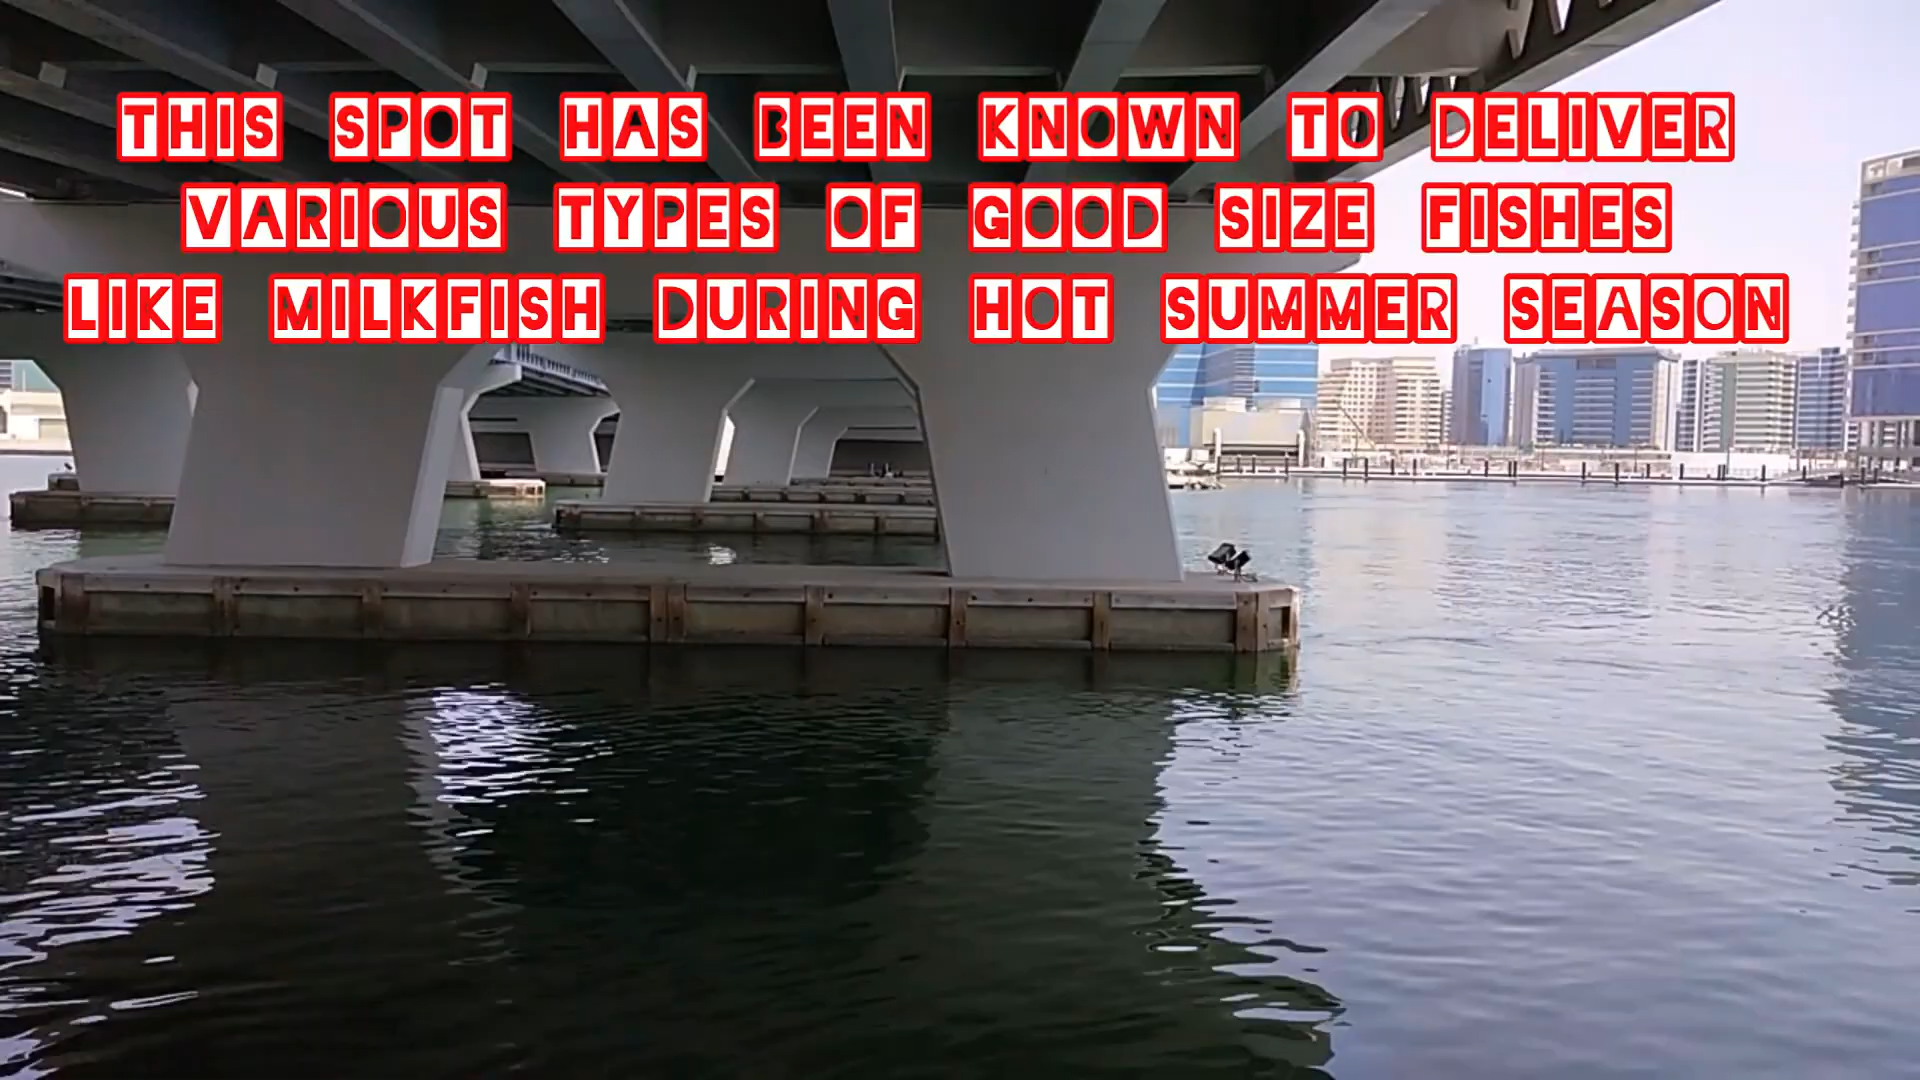 THIS SPOT HAS BEEN KNOWN TO DELIVER
VARIOUS TYPES OF GOOD SIZE FISHES
LIKE MILKFISH DURING HOT SUMMER SEASON